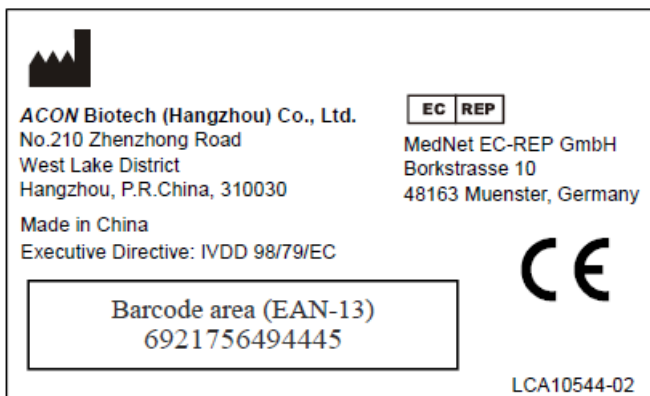 ACON Biotech (Hangzhou) Co., Ltd.
No.210 Zhenzhong Road
West Lake District
Hangzhou, P.R.China, 310030
Made in China
Executive Directive: IVDD 98/79/EC
EC REP
MedNet EC-REP GmbH
Borkstrasse 10
48163 Muenster, Germany
CE
Barcode area (EAN-13)
6921756494445
LCA10544-02